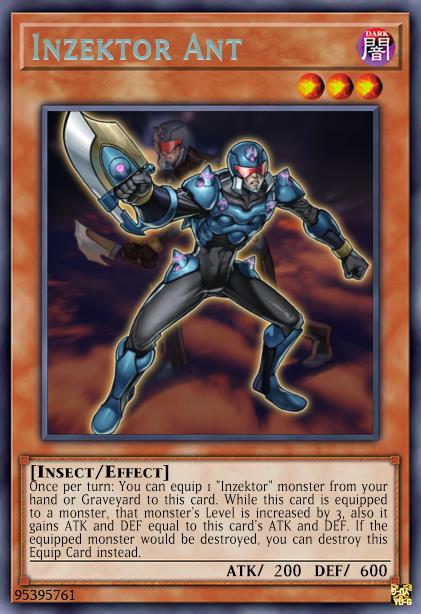 Inzektor Ant
DARK
闇
[Insect/Effect]
Once per turn: You can equip 1 "Inzektor" monster from your
hand or Graveyard to this card. While this card is equipped
to a monster, that monster's Level is increased by 3, also it
gains ATK and DEF equal to this card's ATK and DEF. If the
equipped monster would be destroyed, you can destroy this
Equip Card instead.
ATK/ 200 DEF/ 600
95395761